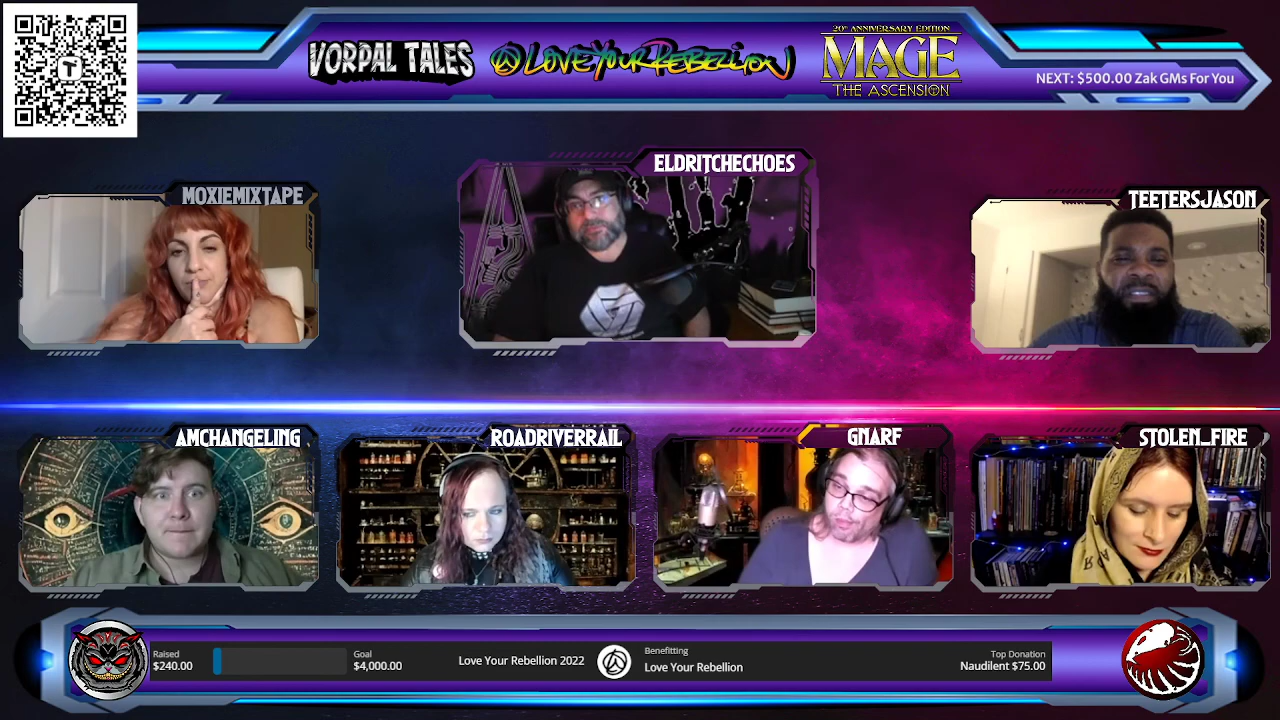 VORPAL TALES
@LOVEYOURREBELLION
20th ANNIVERSARY EDITION
MAGE
THE ASCENSION
NEXT: $500.00 Zak GMs For You
T
ELDRITCHECHOES
MOXIEMIXTAPE
TEETERSJASON
AMCHANGELING
ROADRIVERRAIL
GNARF
STOLEN_FIRE
Raised
$240.00
Goal
$4,000.00
Love Your Rebellion 2022
Benefitting
Love Your Rebellion
Top Donation
Naudilent $75.00